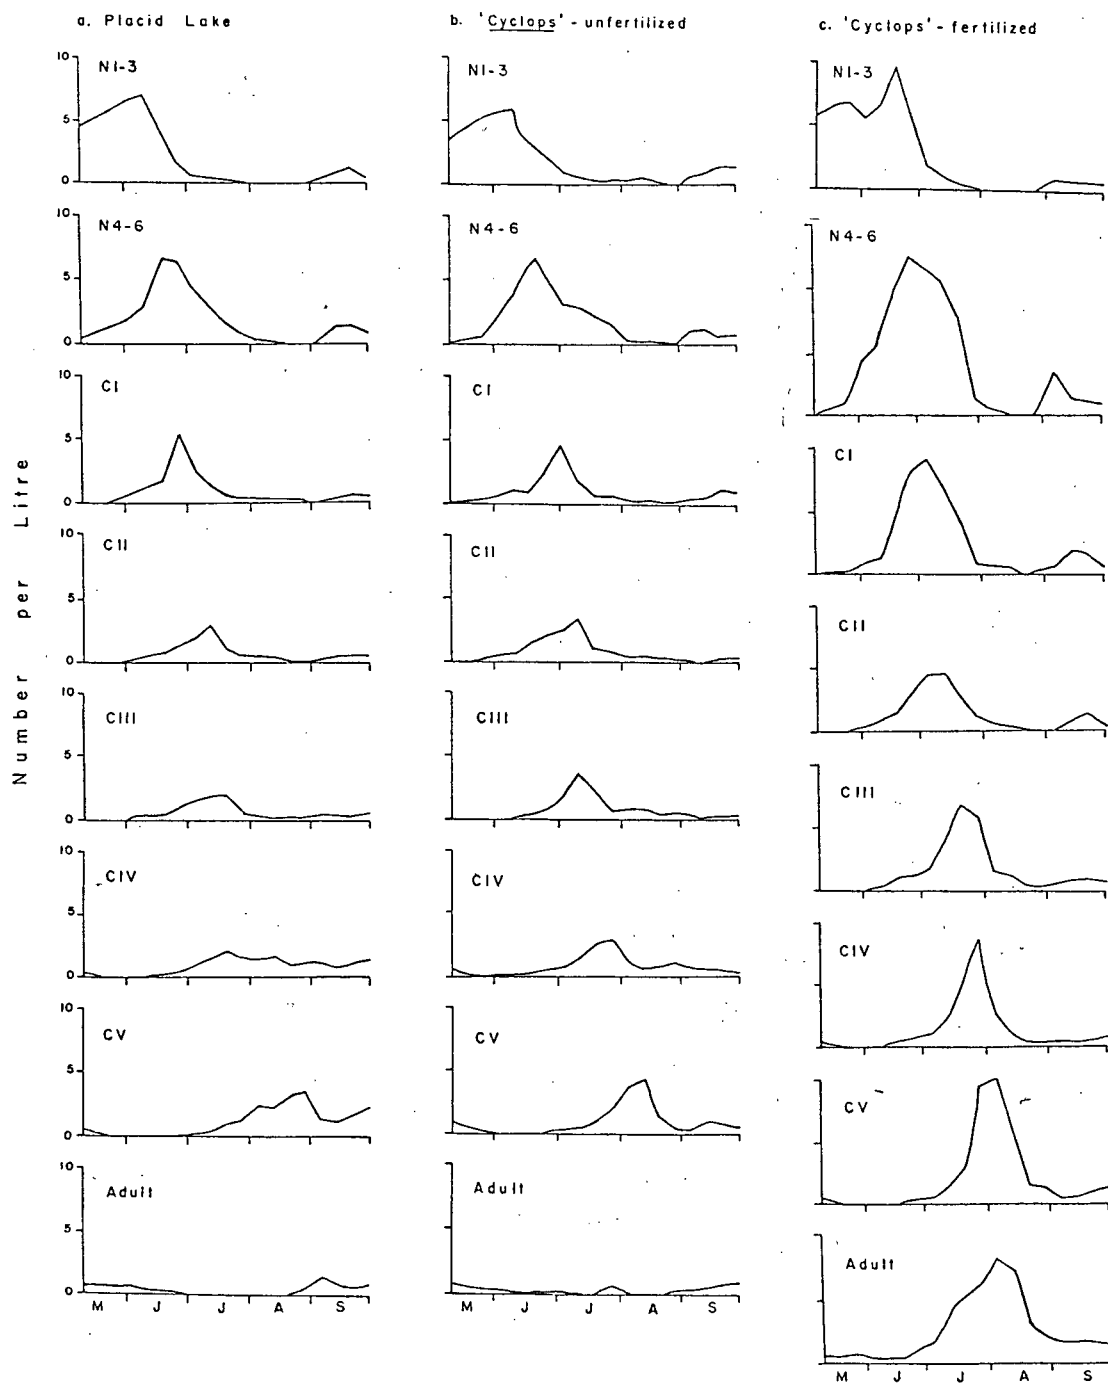 a. Placid Lake
b. 'Cyclops' - unfertilized
c. 'Cyclops' - fertilized
Number per Litre
10
N1-3
5
0
10
N4-6
5
0
10
CI
5
0
10
CII
5
0
10
CIII
5
0
10
CIV
5
0
10
CV
5
0
10
Adult
5
0
M J J A S
N1-3
N4-6
CI
CII
CIII
CIV
CV
Adult
M J J A S
N1-3
N4-6
CI
CII
CIII
CIV
CV
Adult
M J J A S